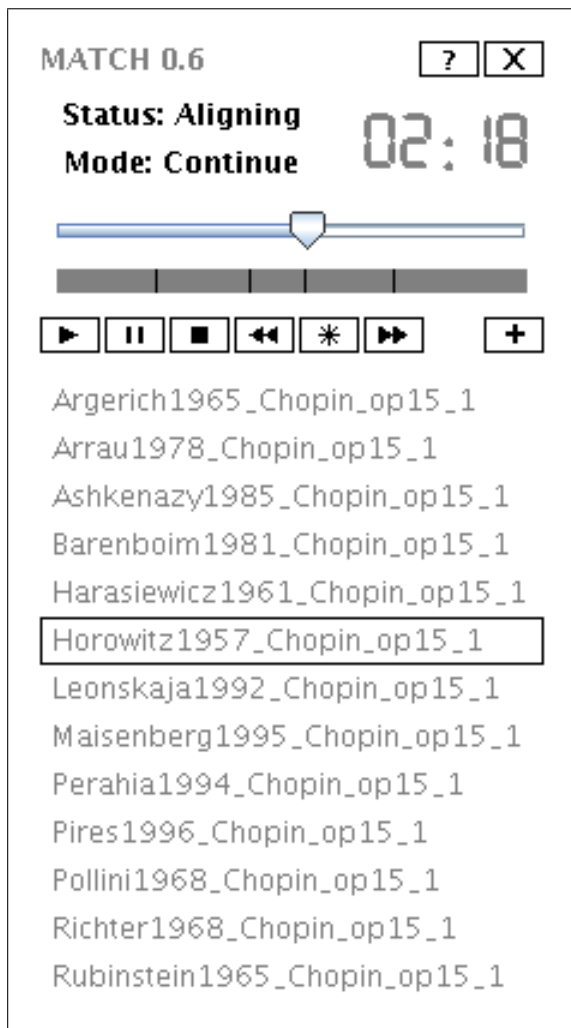 MATCH 0.6 ? X
Status: Aligning
Mode: Continue
02:18
+
Argerich1965_Chopin_op15_1
Arrau1978_Chopin_op15_1
Ashkenazy1985_Chopin_op15_1
Barenboim1981_Chopin_op15_1
Harasiewicz1961_Chopin_op15_1
Horowitz1957_Chopin_op15_1
Leonskaja1992_Chopin_op15_1
Maisenberg1995_Chopin_op15_1
Perahia1994_Chopin_op15_1
Pires1996_Chopin_op15_1
Pollini1968_Chopin_op15_1
Richter1968_Chopin_op15_1
Rubinstein1965_Chopin_op15_1